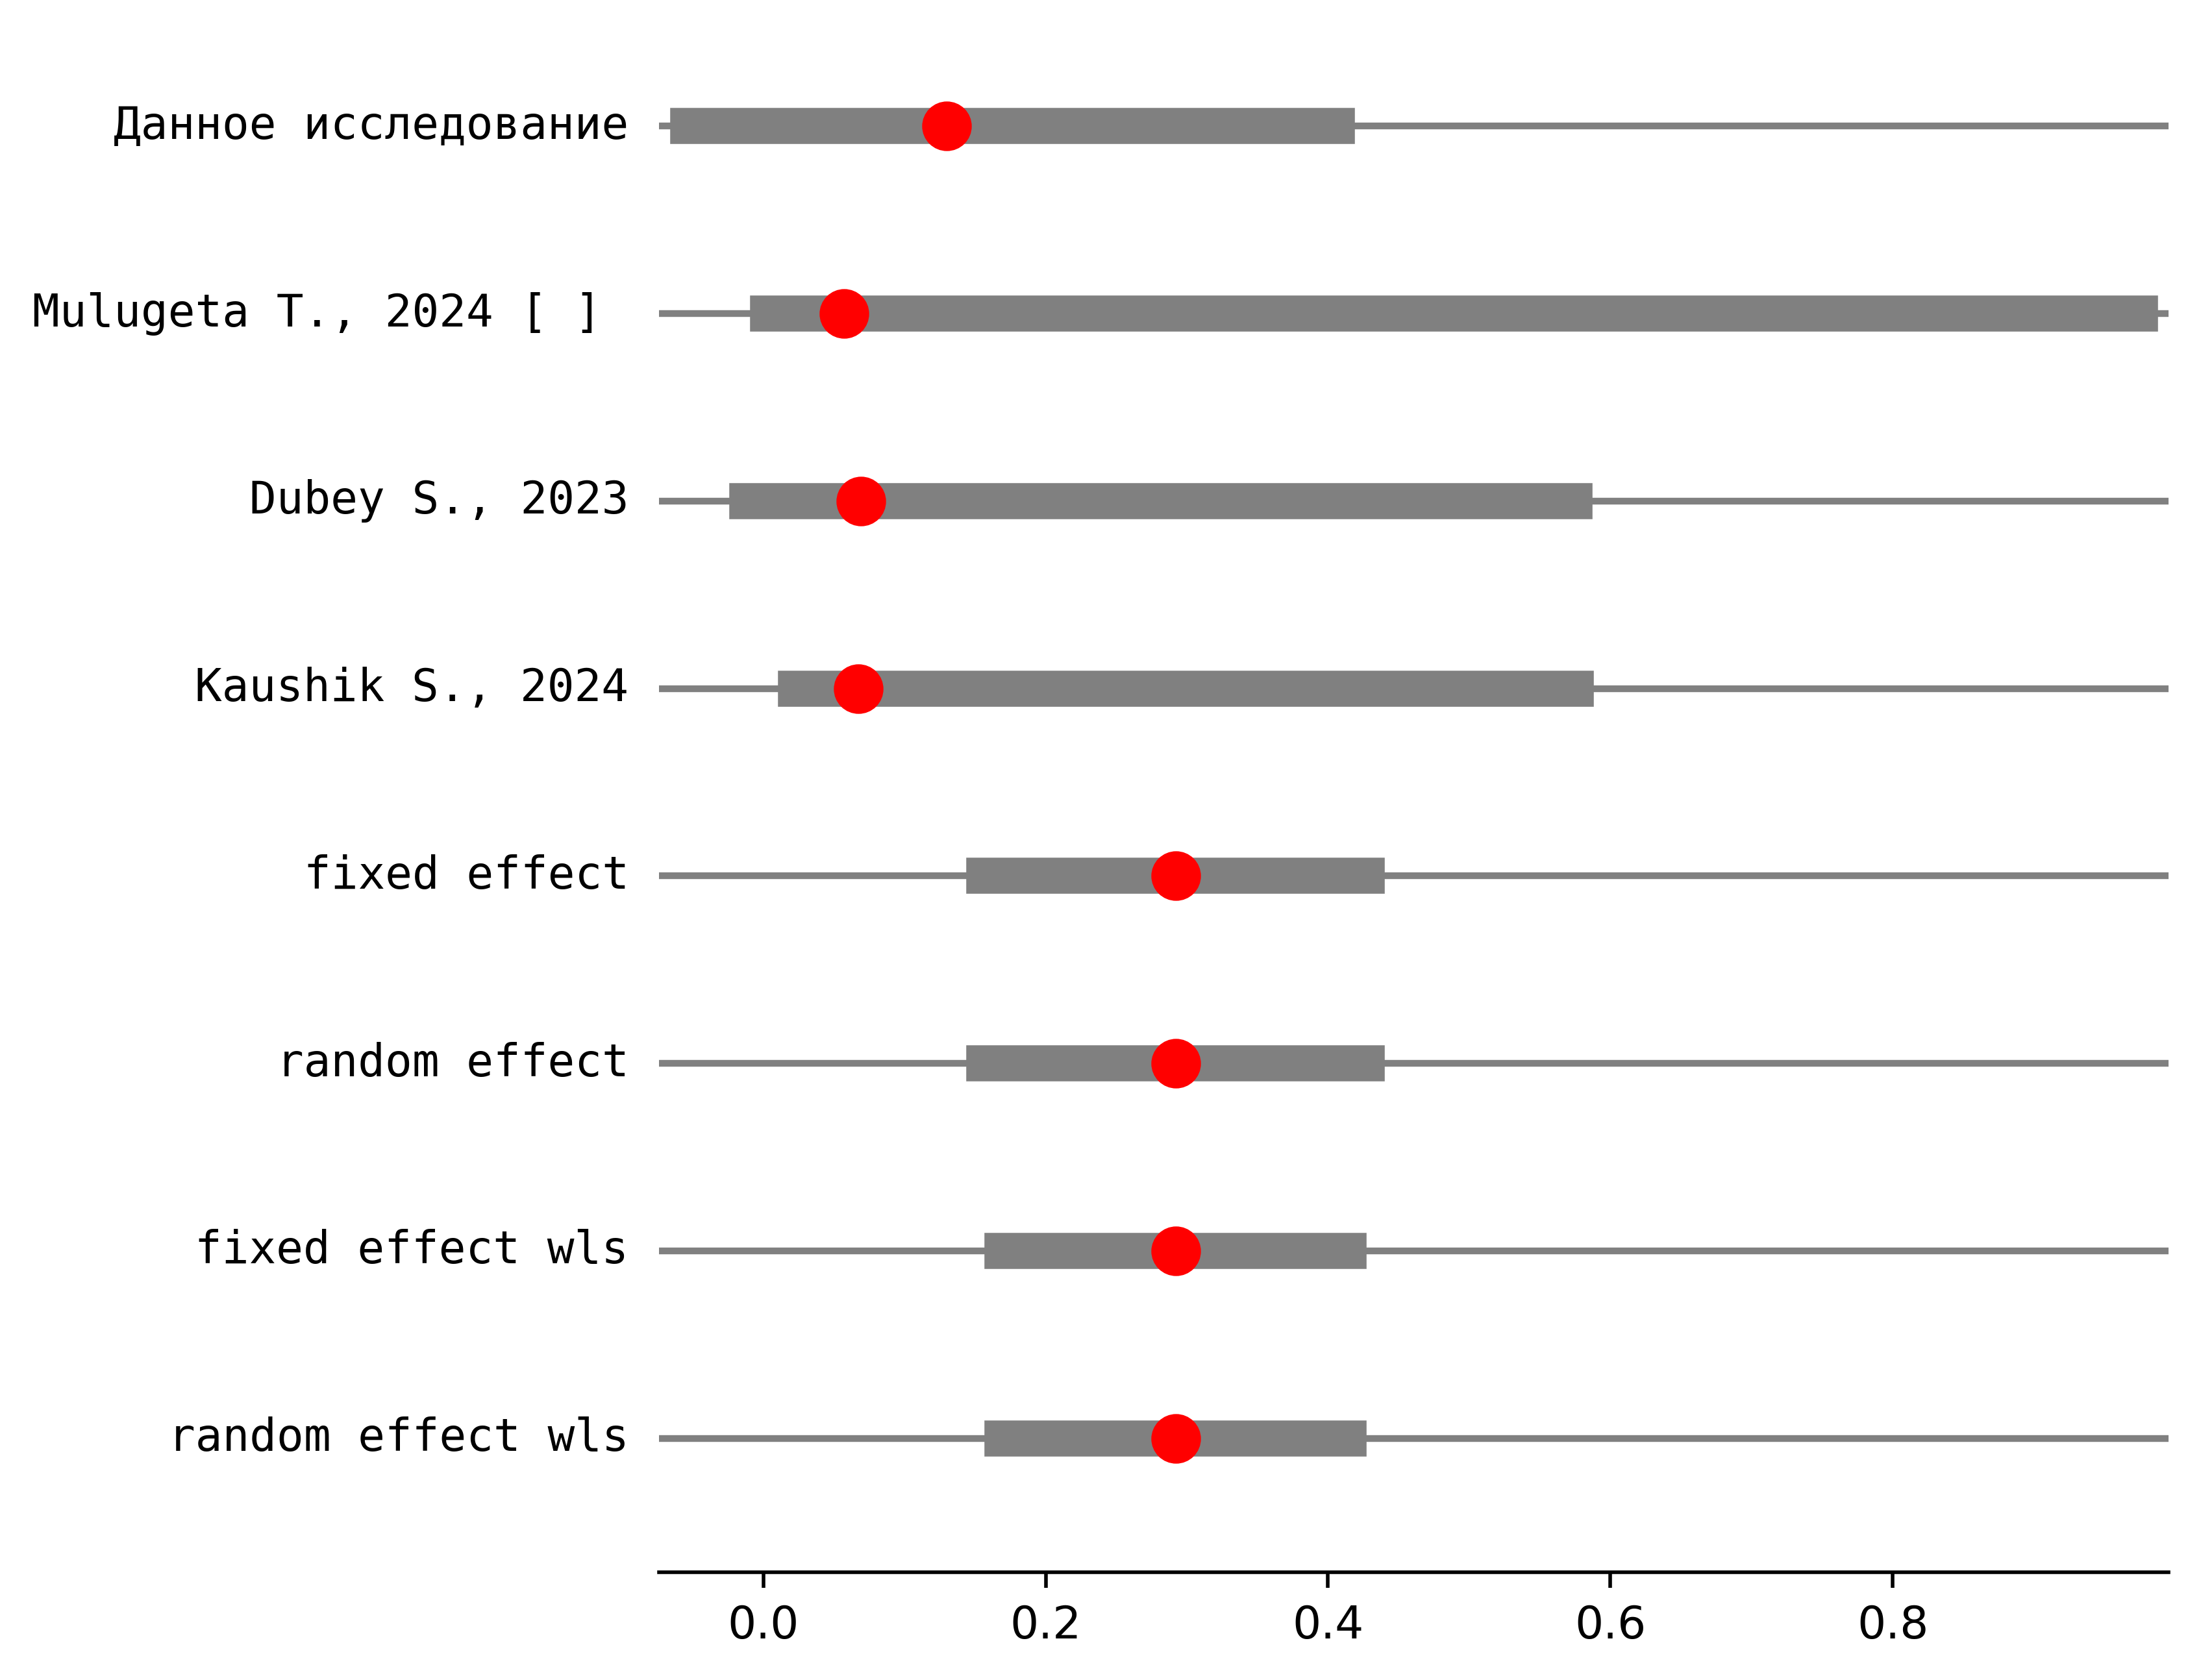 Данное исследование
Mulugeta T., 2024 [ ]
Dubey S., 2023
Kaushik S., 2024
fixed effect
random effect
fixed effect wls
random effect wls
0.0 0.2 0.4 0.6 0.8